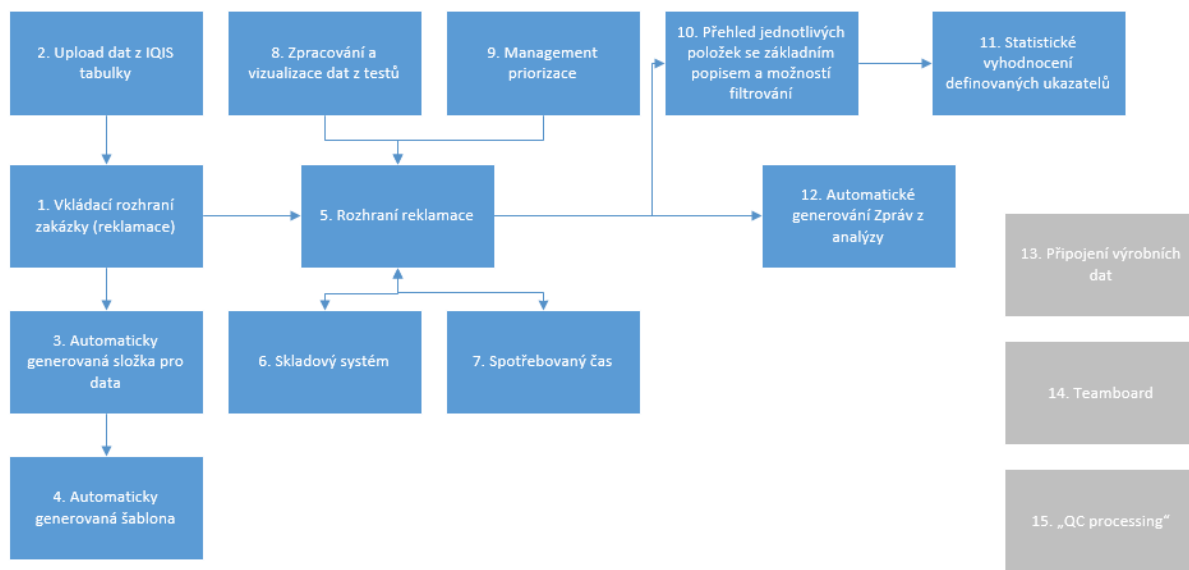 2. Upload dat z IQIS
tabulky
8. Zpracování a
vizualizace dat z testů
9. Management
priorizace
10. Přehled jednotlivých
položek se základním
popisem a možností
filtrování
11. Statistické
vyhodnocení
definovaných ukazatelů
1. Vkládací rozhraní
zakázky (reklamace)
5. Rozhraní reklamace
12. Automatické
generování Zpráv z
analýzy
13. Připojení výrobních
dat
3. Automaticky
generovaná složka pro
data
6. Skladový systém
7. Spotřebovaný čas
14. Teamboard
4. Automaticky
generovaná šablona
15. „QC processing“